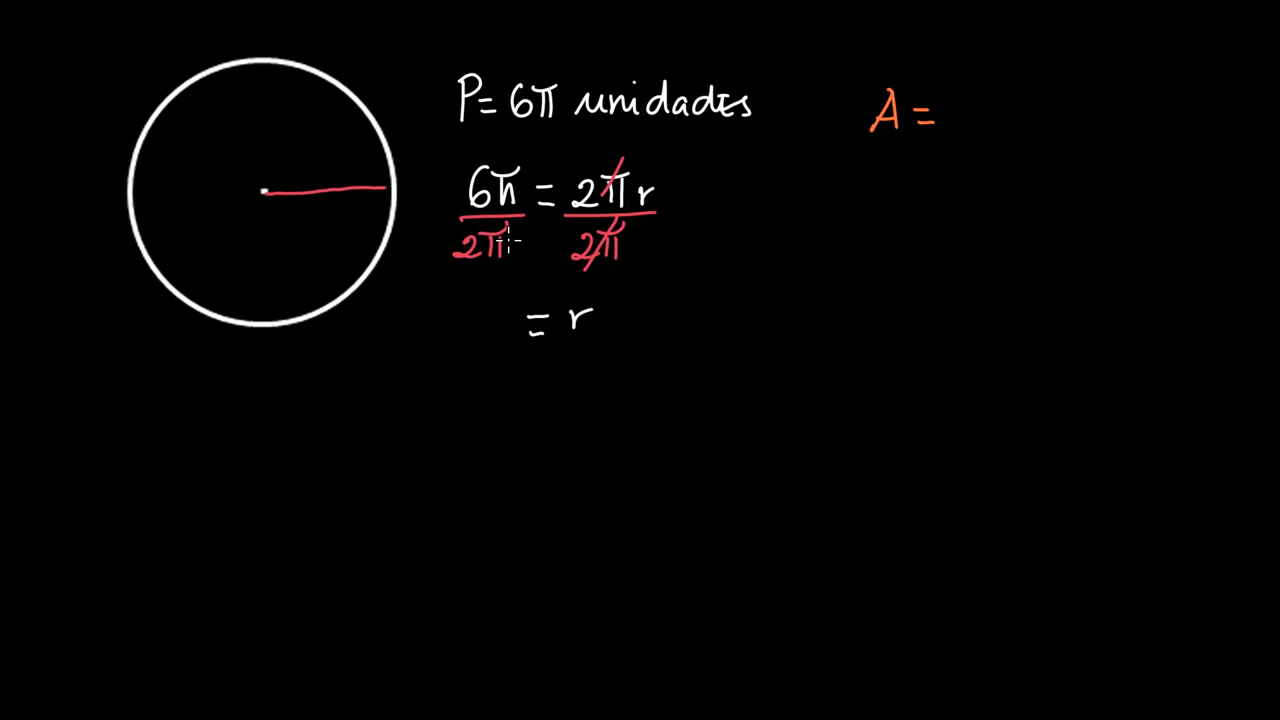 P= 6π unidades
A =
6π = 2πr
2π 2π
= r